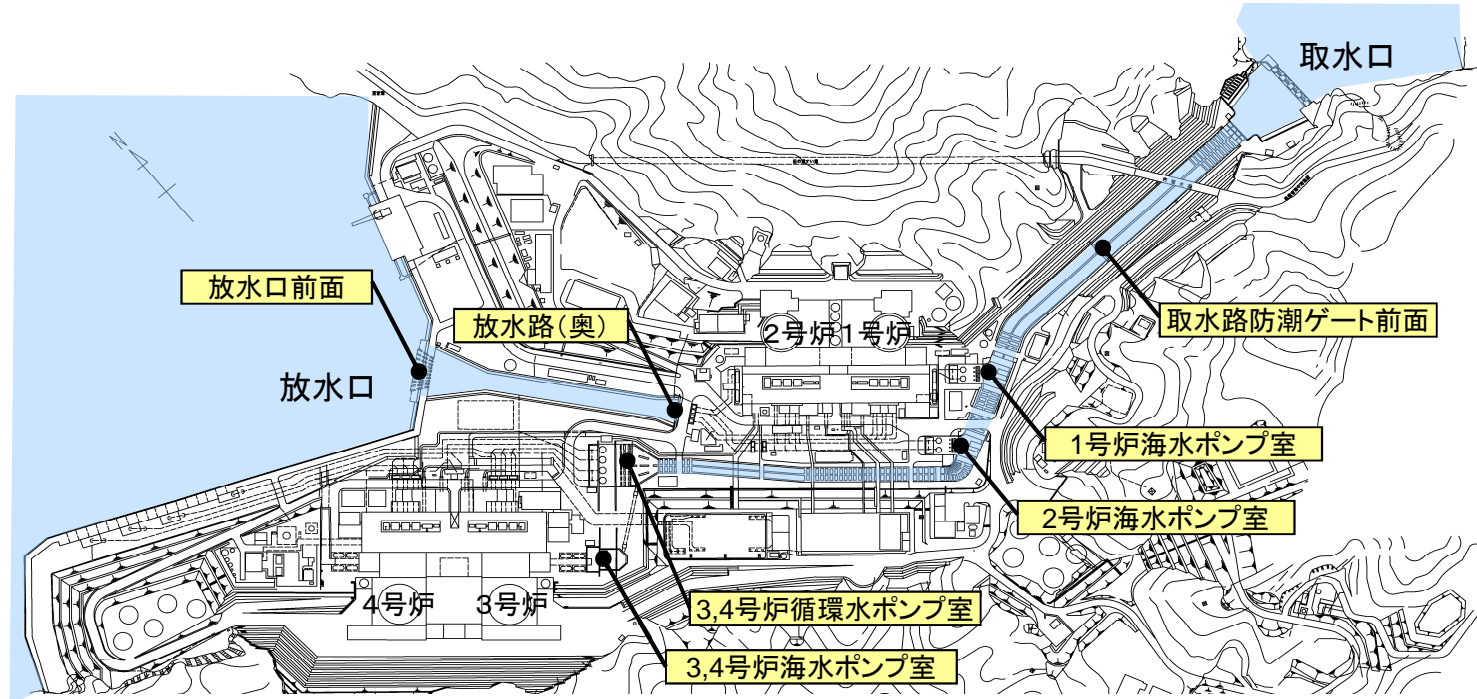 取水口
放水口前面
放水路(奥)
2号炉
1号炉
取水路防潮ゲート前面
放水口
1号炉海水ポンプ室
2号炉海水ポンプ室
4号炉
3号炉
3,4号炉循環水ポンプ室
3,4号炉海水ポンプ室
N